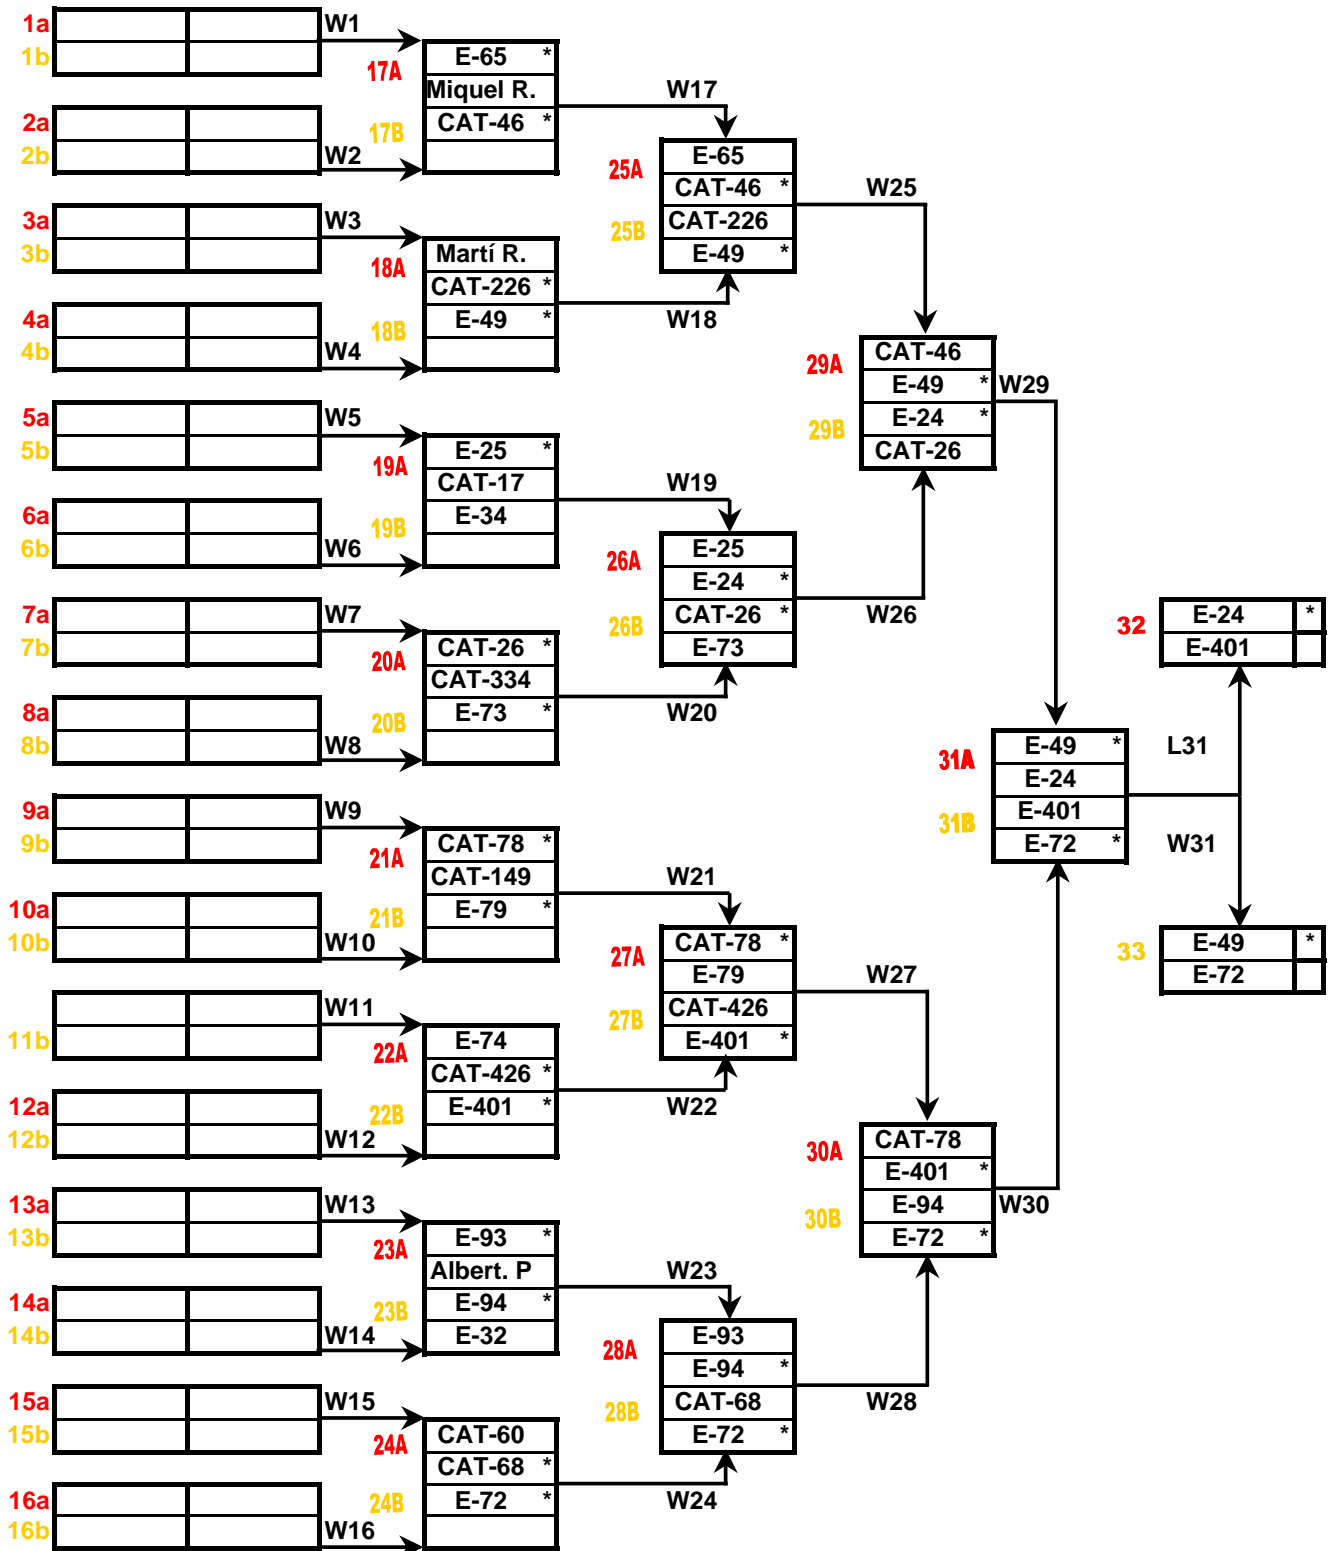 1a
W1
1b
17A
E-65 *
Miquel R.
W17
2a
17B
CAT-46 *
2b
W2
25A
E-65
CAT-46 *
W25
3a
W3
25B
CAT-226
3b
18A
Martí R.
E-49 *
CAT-226 *
4a
18B
E-49 *
W18
4b
W4
29A
CAT-46
E-49 *
W29
5a
W5
29B
E-24 *
5b
19A
E-25 *
CAT-26
CAT-17
W19
6a
19B
E-34
6b
W6
26A
E-25
E-24 *
7a
W7
26B
CAT-26 *
W26
32
E-24 *
7b
20A
CAT-26 *
E-73
E-401
CAT-334
8a
20B
E-73 *
W20
8b
W8
31A
E-49 *
L31
E-24
9a
W9
31B
E-401
9b
21A
CAT-78 *
E-72 *
W31
CAT-149
W21
10a
21B
E-79 *
10b
W10
27A
CAT-78 *
33
E-49 *
E-79
W27
E-72
W11
27B
CAT-426
11b
22A
E-74
E-401 *
CAT-426 *
12a
22B
E-401 *
W22
12b
W12
30A
CAT-78
E-401 *
13a
W13
E-94
W30
13b
23A
E-93 *
30B
E-72 *
Albert. P
W23
14a
23B
E-94 *
14b
W14
E-32
28A
E-93
E-94 *
15a
W15
28B
CAT-68
W28
15b
24A
CAT-60
E-72 *
CAT-68 *
16a
24B
E-72 *
W24
16b
W16